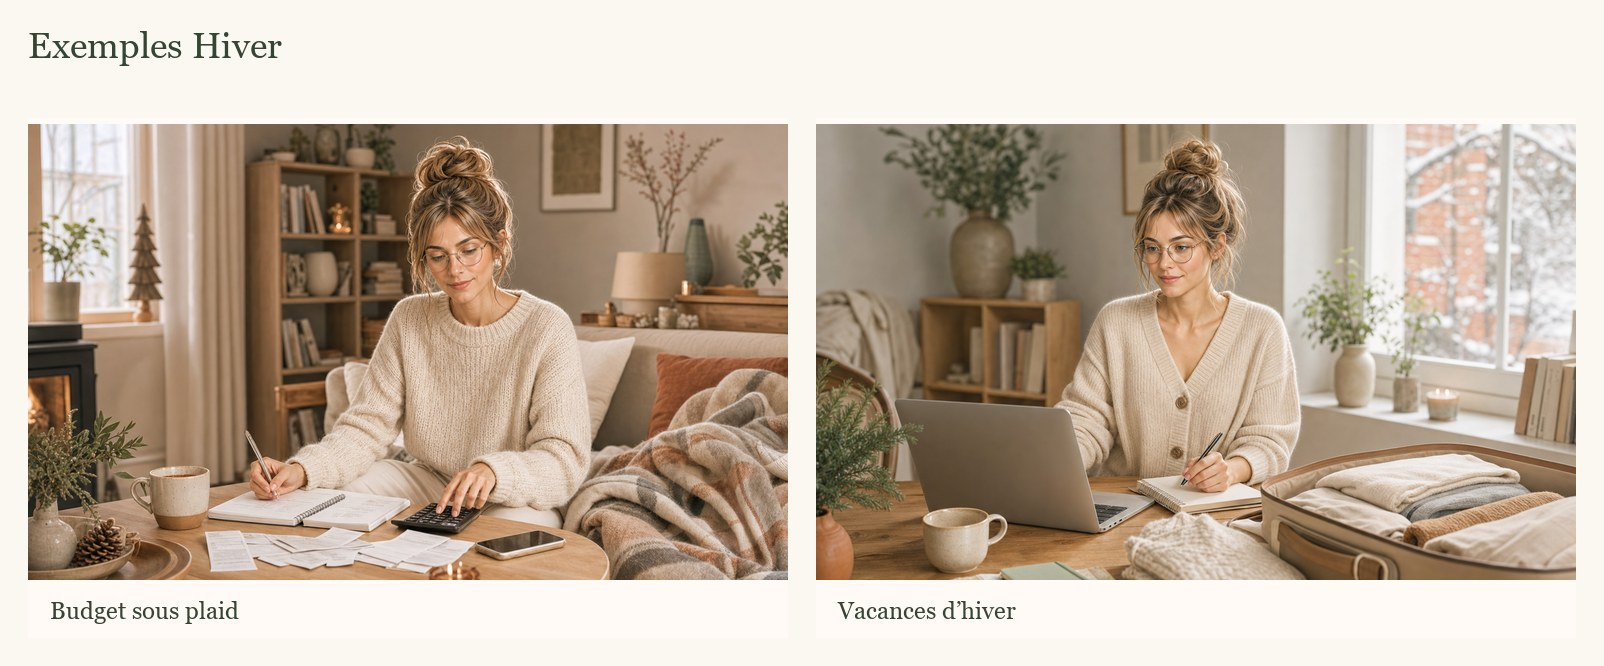 Exemples Hiver
Budget sous plaid
Vacances d’hiver